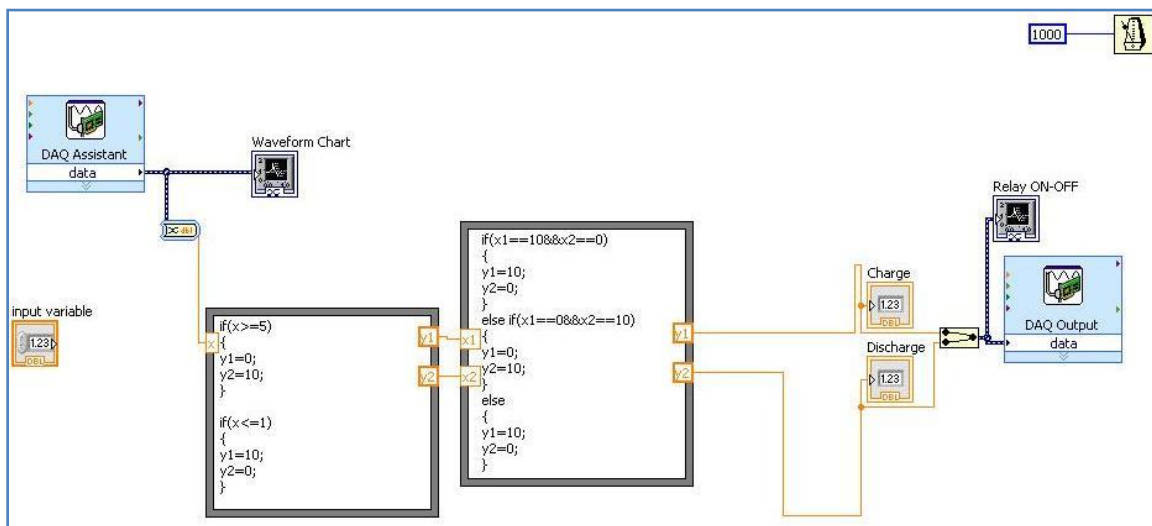 1000
DAQ Assistant
data
Waveform Chart
dbl
input variable
1.23
DBL
x
if(x>=5)
{
y1=0;
y2=10;
}
if(x<=1)
{
y1=10;
y2=0;
}
y1
y2
x1
x2
if(x1==10&&x2==0)
{
y1=10;
y2=0;
}
else if(x1==0&&x2==10)
{
y1=0;
y2=10;
}
else
{
y1=10;
y2=0;
}
y1
y2
Charge
1.23
DBL
Discharge
1.23
DBL
Relay ON-OFF
DAQ Output
data